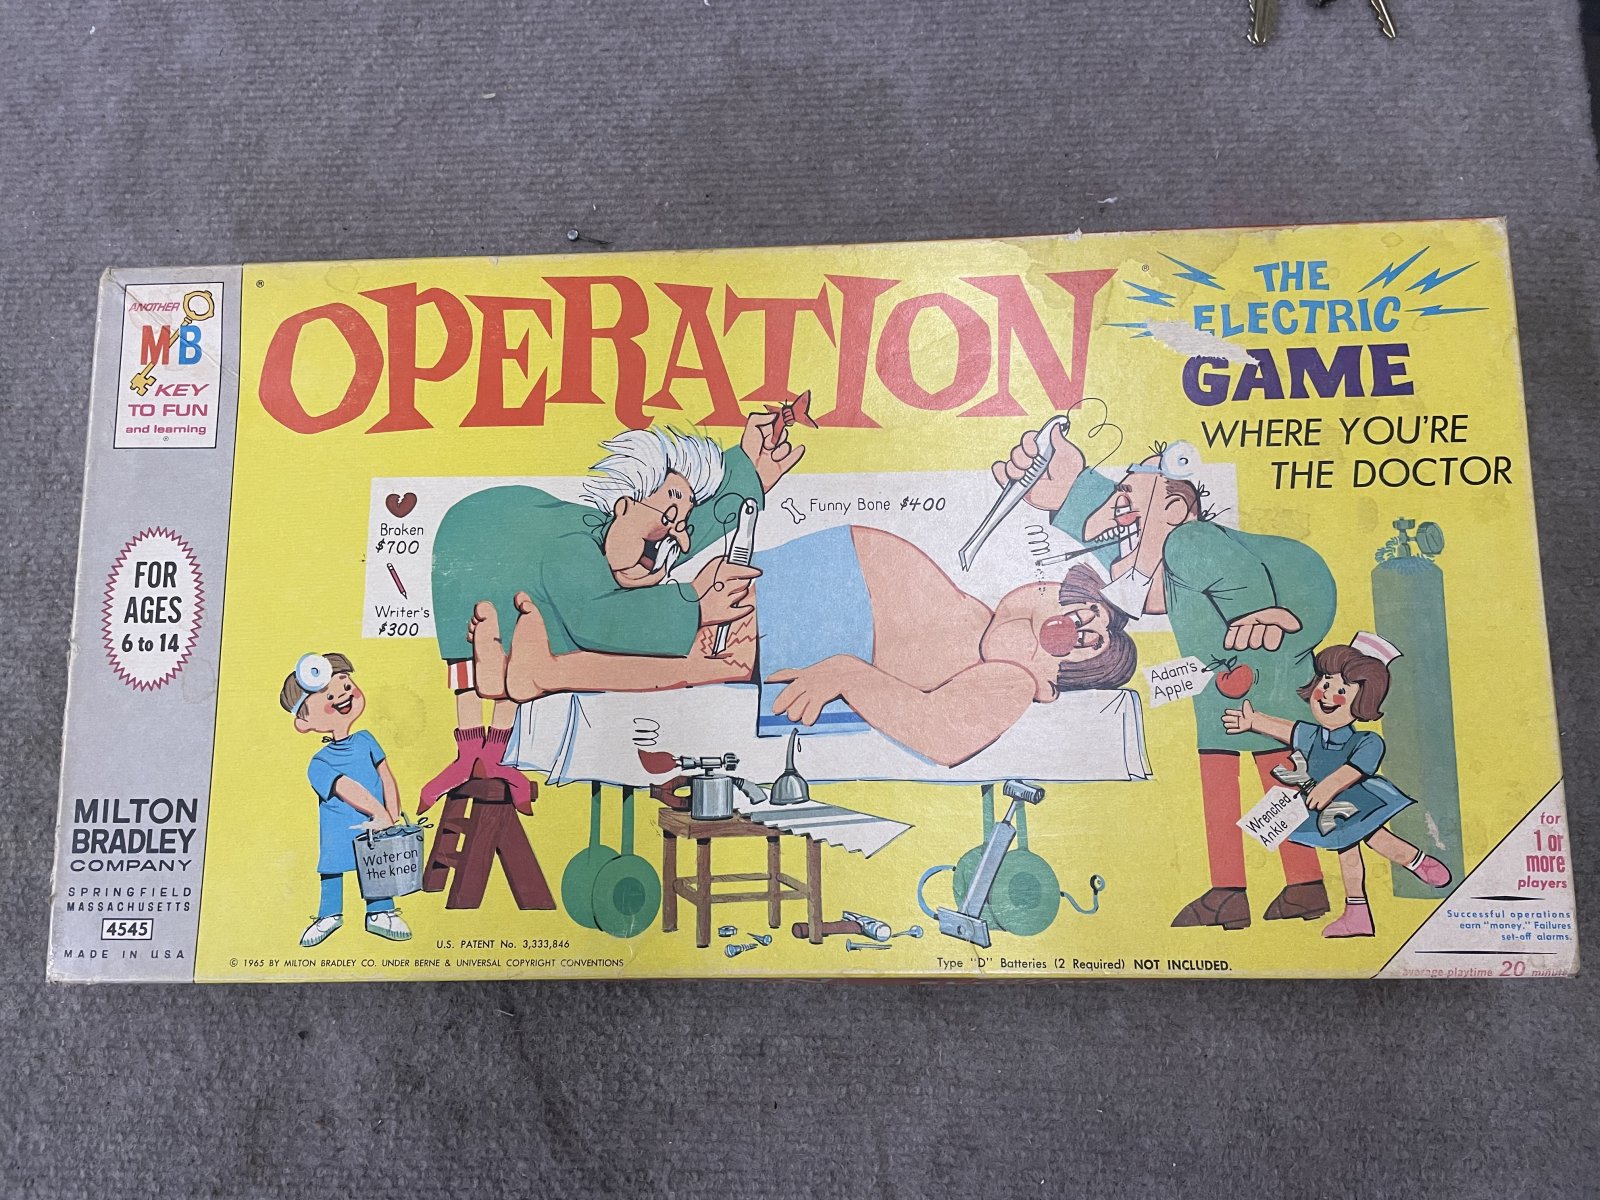 ANOTHER
MB
KEY
TO FUN
and learning
®
FOR
AGES
6 to 14
MILTON
BRADLEY
COMPANY
SPRINGFIELD
MASSACHUSETTS
4545
MADE IN U.S.A.
®
OPERATION
®
THE
ELECTRIC
GAME
WHERE YOU'RE
THE DOCTOR
Broken
$700
Writer's
$300
Funny Bone $400
Adam's
Apple
Wrenched
Ankle
Water on
the knee
U.S. PATENT No. 3,333,846
© 1965 BY MILTON BRADLEY CO. UNDER BERNE & UNIVERSAL COPYRIGHT CONVENTIONS
Type "D" Batteries (2 Required) NOT INCLUDED.
for
1 or
more
players
Successful operations
earn "money." Failures
set-off alarms.
average playtime 20 minute